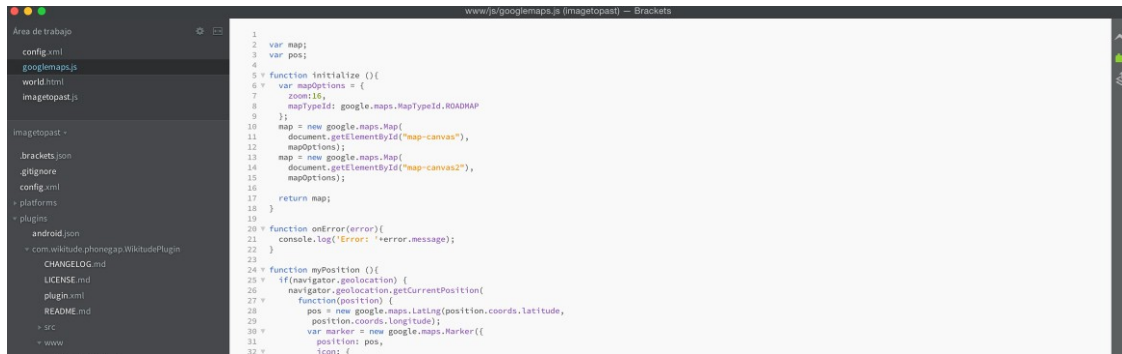 www/js/googlemaps.js (imagetopast) — Brackets
Área de trabajo
config.xml
googlemaps.js
world.html
imagetopast.js
imagetopast
.brackets.json
.gitignore
config.xml
platforms
plugins
android.json
com.wikitude.phonegap.WikitudePlugin
CHANGELOG.md
LICENSE.md
plugin.xml
README.md
src
www
1
2 var map;
3 var pos;
4
5 function initialize (){
6 var mapOptions = {
7 zoom:16,
8 mapTypeId: google.maps.MapTypeId.ROADMAP
9 };
10 map = new google.maps.Map(
11 document.getElementById("map-canvas"),
12 mapOptions);
13 map = new google.maps.Map(
14 document.getElementById("map-canvas2"),
15 mapOptions);
16
17 return map;
18 }
19
20 function onError(error){
21 console.log('Error: '+error.message);
22 }
23
24 function myPosition (){
25 if(navigator.geolocation) {
26 navigator.geolocation.getCurrentPosition(
27 function(position) {
28 pos = new google.maps.LatLng(position.coords.latitude,
29 position.coords.longitude);
30 var marker = new google.maps.Marker({
31 position: pos,
32 icon: {